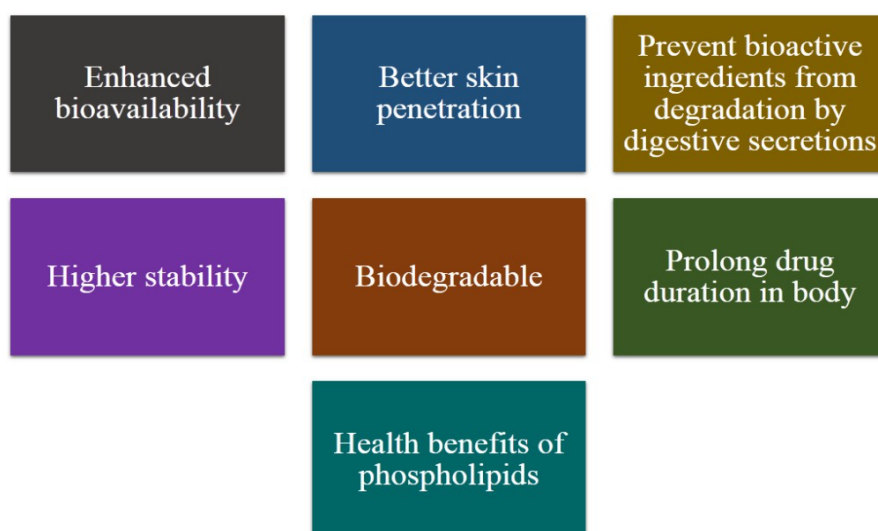 Enhanced
bioavailability
Better skin
penetration
Prevent bioactive
ingredients from
degradation by
digestive secretions
Higher stability
Biodegradable
Prolong drug
duration in body
Health benefits of
phospholipids